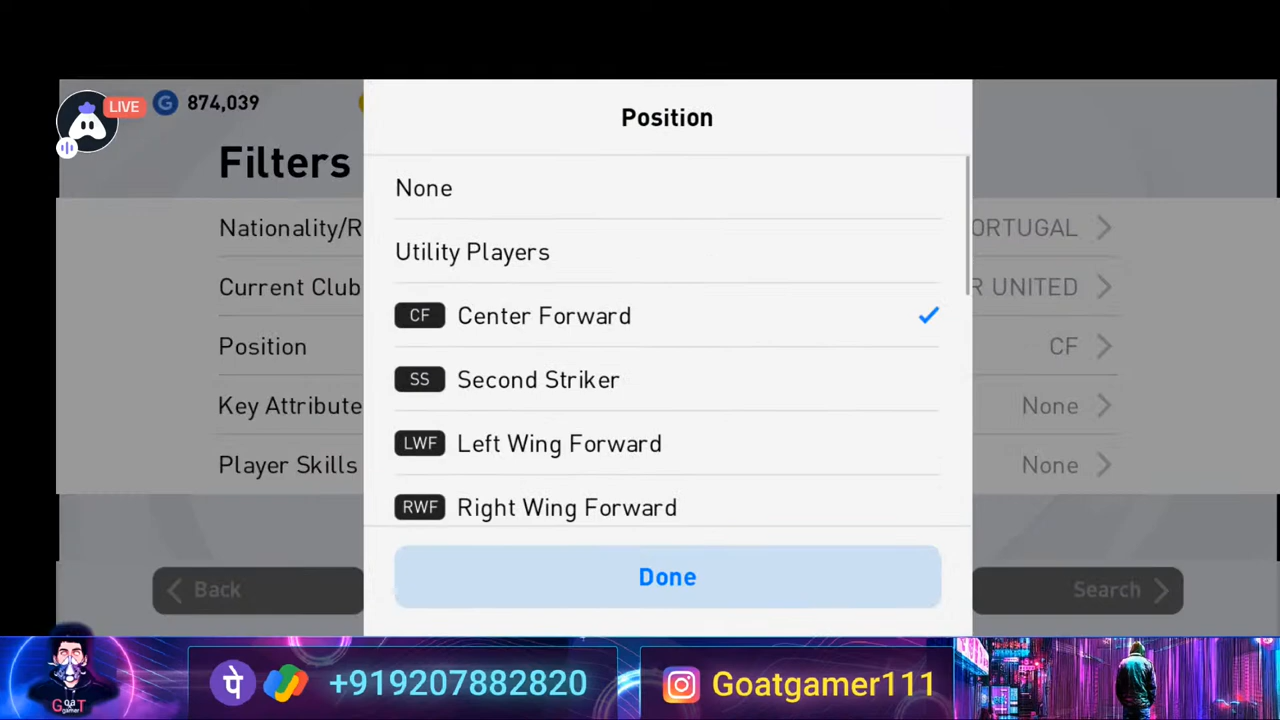 LIVE
G 874,039
Position
Filters
None
Nationality/R
ORTUGAL
Utility Players
Current Club
R UNITED
CF Center Forward
Position
CF
SS Second Striker
Key Attribute
None
LWF Left Wing Forward
Player Skills
None
RWF Right Wing Forward
Done
Back
Search
पे +919207882820
Goatgamer111
Goa
gamer